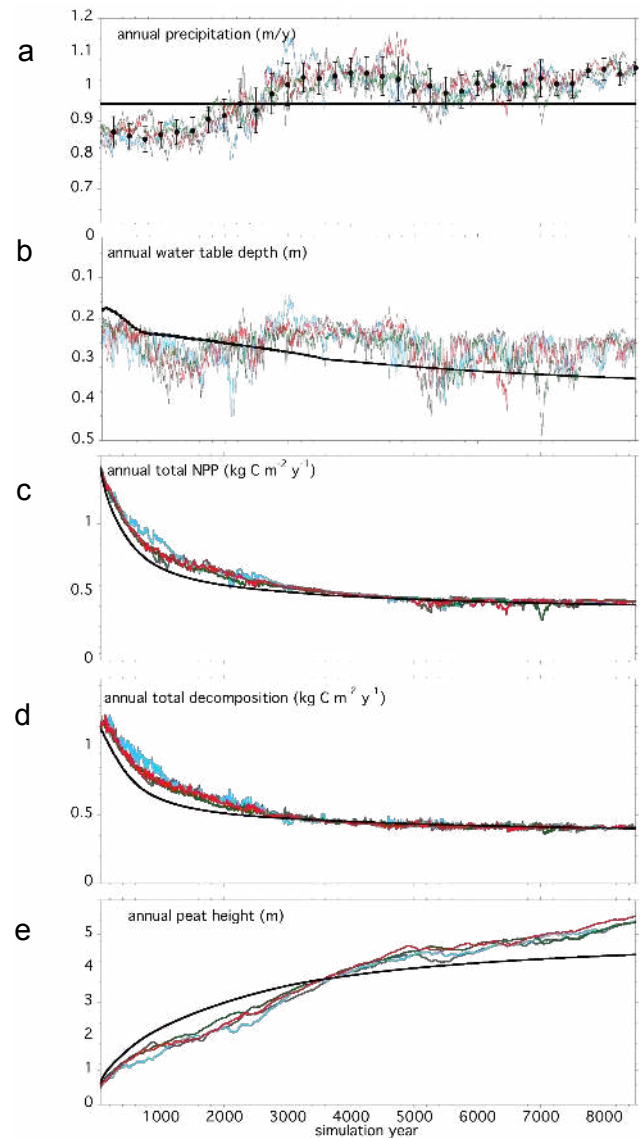 1.2
a
annual precipitation (m/y)
1.1
1
0.9
0.8
0.7
0
b
annual water table depth (m)
0.1
0.2
0.3
0.4
0.5
c
annual total NPP (kg C m⁻² y⁻¹)
1
0.5
0
d
annual total decomposition (kg C m⁻² y⁻¹)
1
0.5
0
e
annual peat height (m)
5
4
3
2
1
0
1000 2000 3000 4000 5000 6000 7000 8000
simulation year